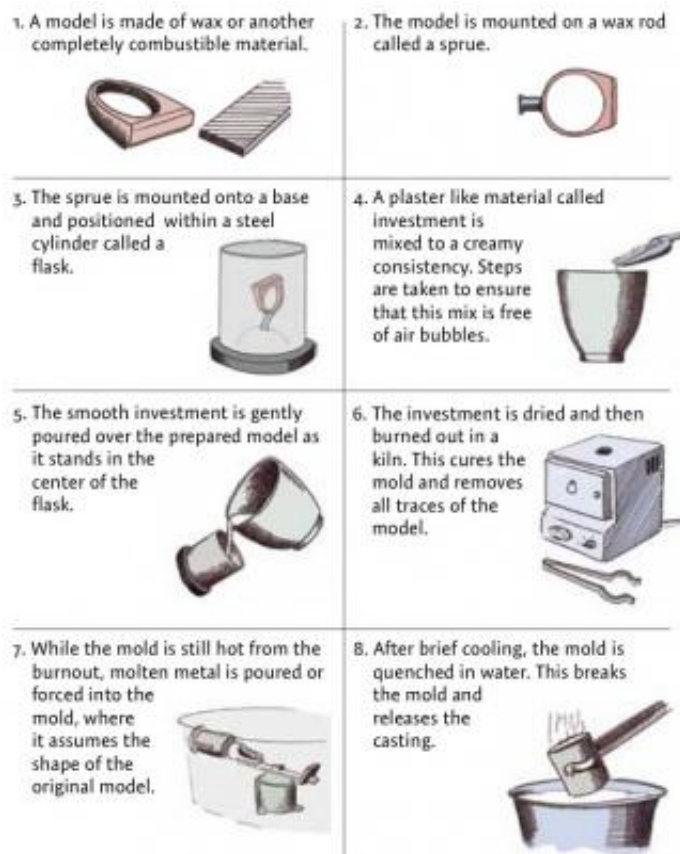 1. A model is made of wax or another
completely combustible material.
2. The model is mounted on a wax rod
called a sprue.
3. The sprue is mounted onto a base
and positioned within a steel
cylinder called a
flask.
4. A plaster like material called
investment is
mixed to a creamy
consistency. Steps
are taken to ensure
that this mix is free
of air bubbles.
5. The smooth investment is gently
poured over the prepared model as
it stands in the
center of the
flask.
6. The investment is dried and then
burned out in a
kiln. This cures the
mold and removes
all traces of the
model.
7. While the mold is still hot from the
burnout, molten metal is poured or
forced into the
mold, where
it assumes the
shape of the
original model.
8. After brief cooling, the mold is
quenched in water. This breaks
the mold and
releases the
casting.